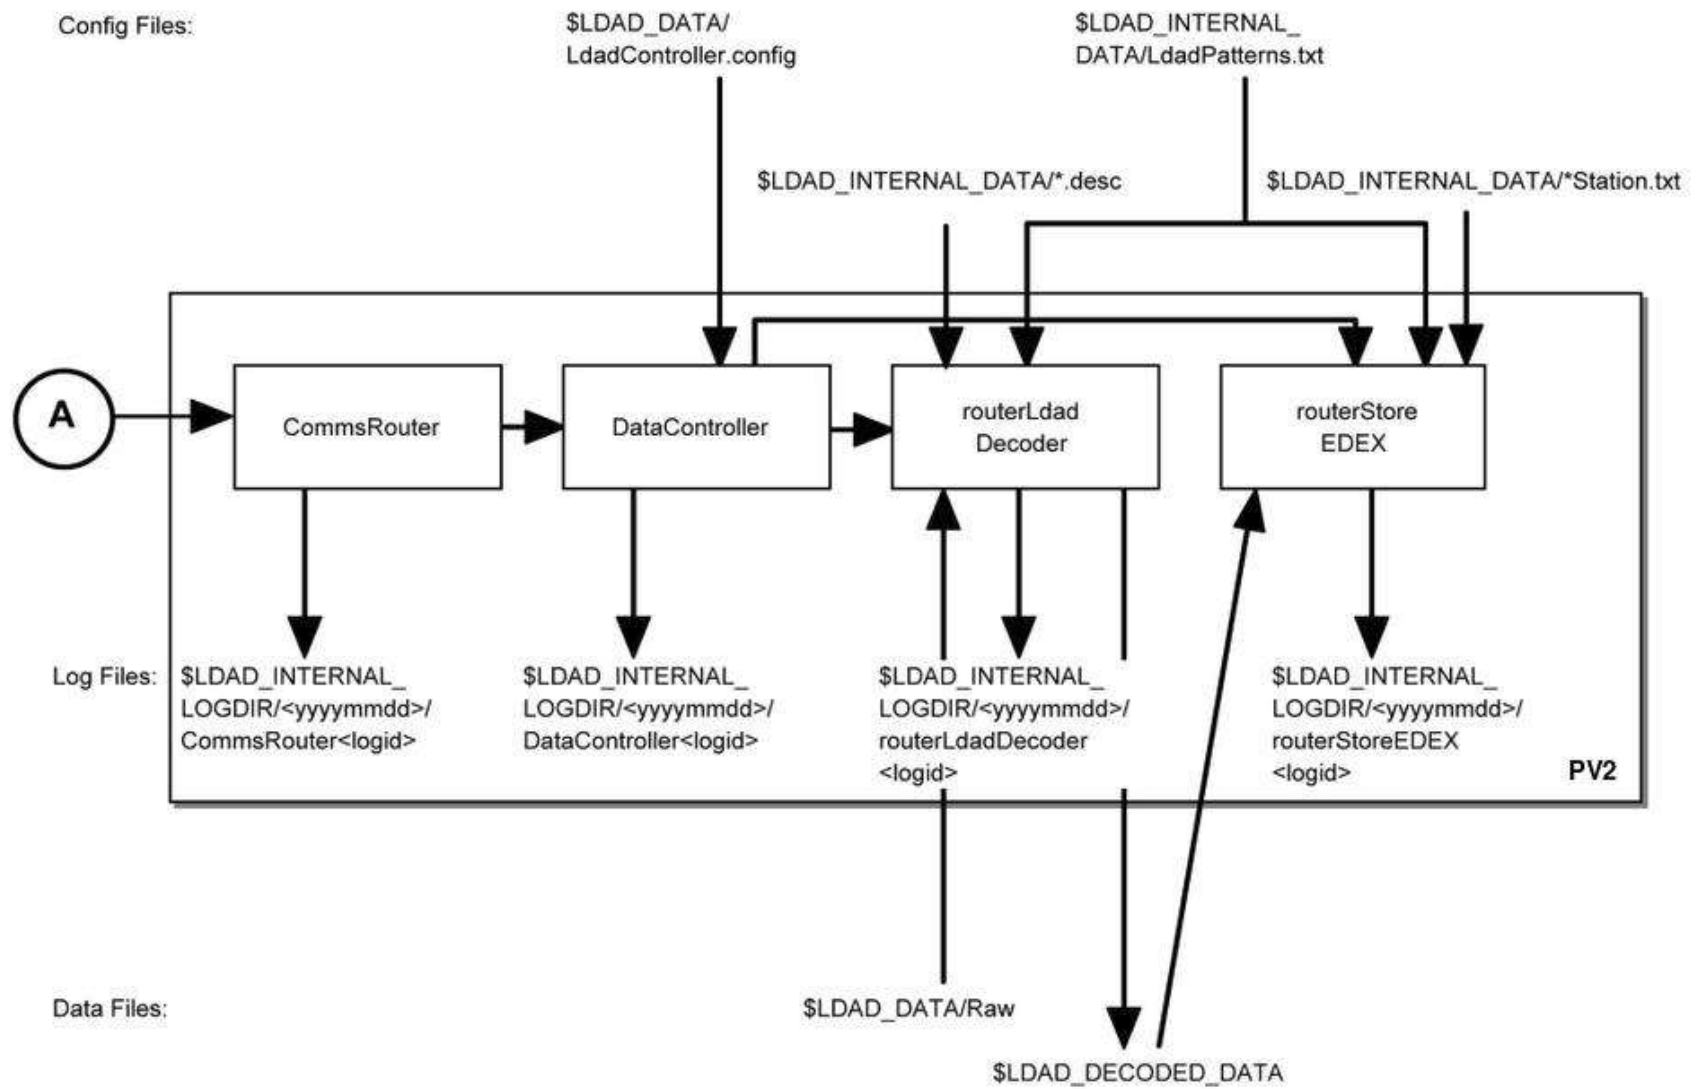 Config Files:
$LDAD_DATA/
LdadController.config
$LDAD_INTERNAL_
DATA/LdadPatterns.txt
$LDAD_INTERNAL_DATA/*.desc
$LDAD_INTERNAL_DATA/*Station.txt
A
CommsRouter
DataController
routerLdad
Decoder
routerStore
EDEX
Log Files:
$LDAD_INTERNAL_
LOGDIR/<yyyymmdd>/
CommsRouter<logid>
$LDAD_INTERNAL_
LOGDIR/<yyyymmdd>/
DataController<logid>
$LDAD_INTERNAL_
LOGDIR/<yyyymmdd>/
routerLdadDecoder
<logid>
$LDAD_INTERNAL_
LOGDIR/<yyyymmdd>/
routerStoreEDEX
<logid>
PV2
Data Files:
$LDAD_DATA/Raw
$LDAD_DECODED_DATA